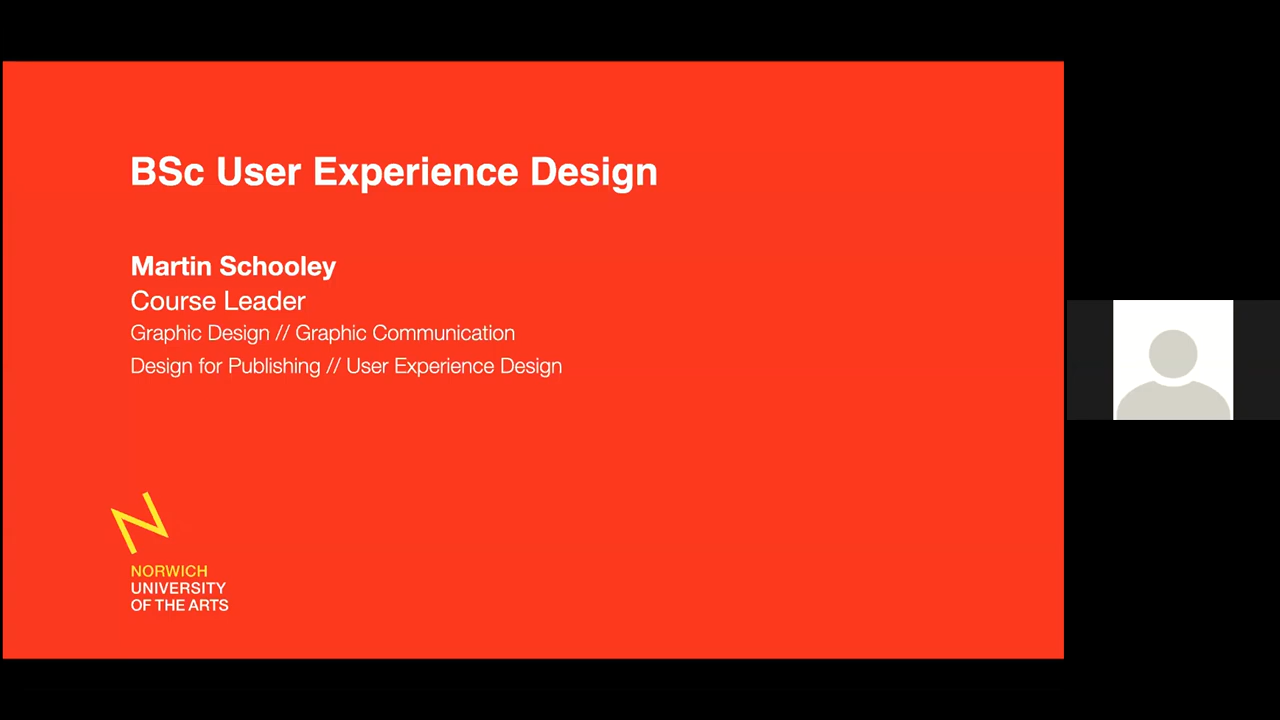 BSc User Experience Design
Martin Schooley
Course Leader
Graphic Design // Graphic Communication
Design for Publishing // User Experience Design
NORWICH
UNIVERSITY
OF THE ARTS